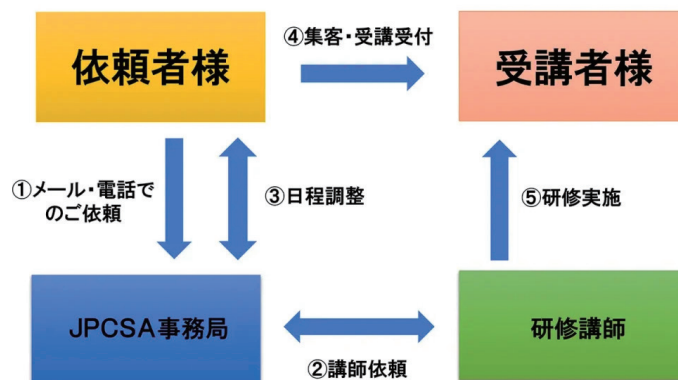 ④集客・受講受付
依頼者様
受講者様
①メール・電話で
のご依頼
③日程調整
⑤研修実施
JPCSA事務局
研修講師
②講師依頼